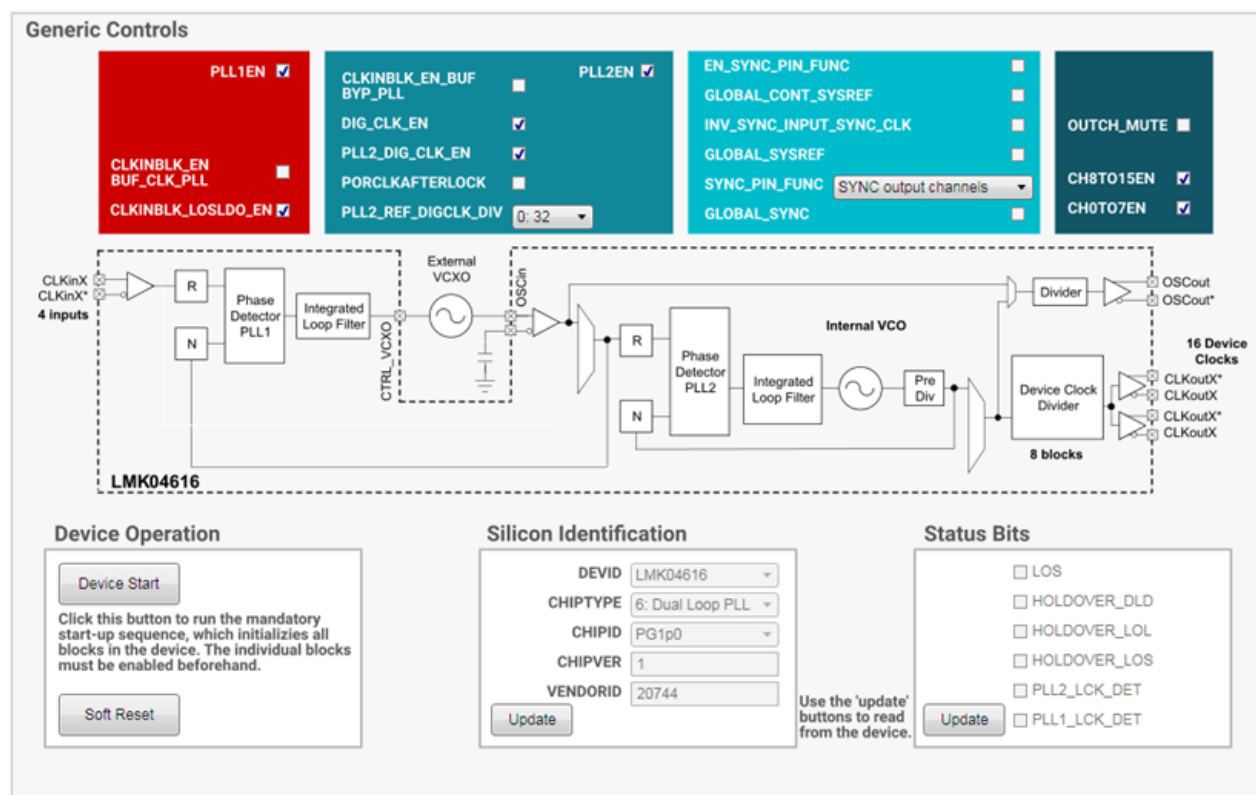 Generic Controls
PLL1EN
CLKINBLK_EN
BUF_CLK_PLL
CLKINBLK_LOSLDO_EN
CLKINBLK_EN_BUF
BYP_PLL
PLL2EN
DIG_CLK_EN
PLL2_DIG_CLK_EN
PORCLKAFTERLOCK
PLL2_REF_DIGCLK_DIV 0: 32
EN_SYNC_PIN_FUNC
GLOBAL_CONT_SYSREF
INV_SYNC_INPUT_SYNC_CLK
GLOBAL_SYSREF
SYNC_PIN_FUNC SYNC output channels
GLOBAL_SYNC
OUTCH_MUTE
CH8TO15EN
CH0TO7EN
CLKinX
CLKinX*
4 inputs
R
N
Phase
Detector
PLL1
Integrated
Loop Filter
CTRL_VCXO
External
VCXO
OSCin
R
N
Phase
Detector
PLL2
Integrated
Loop Filter
Internal VCO
Pre
Div
Divider
OSCout
OSCout*
Device Clock
Divider
8 blocks
16 Device
Clocks
CLKoutX*
CLKoutX
CLKoutX*
CLKoutX
LMK04616
Device Operation
Device Start
Click this button to run the mandatory
start-up sequence, which initializies all
blocks in the device. The individual blocks
must be enabled beforehand.
Soft Reset
Silicon Identification
DEVID LMK04616
CHIPTYPE 6: Dual Loop PLL
CHIPID PG1p0
CHIPVER 1
VENDORID 20744
Update
Use the 'update'
buttons to read
from the device.
Status Bits
LOS
HOLDOVER_DLD
HOLDOVER_LOL
HOLDOVER_LOS
PLL2_LCK_DET
PLL1_LCK_DET
Update